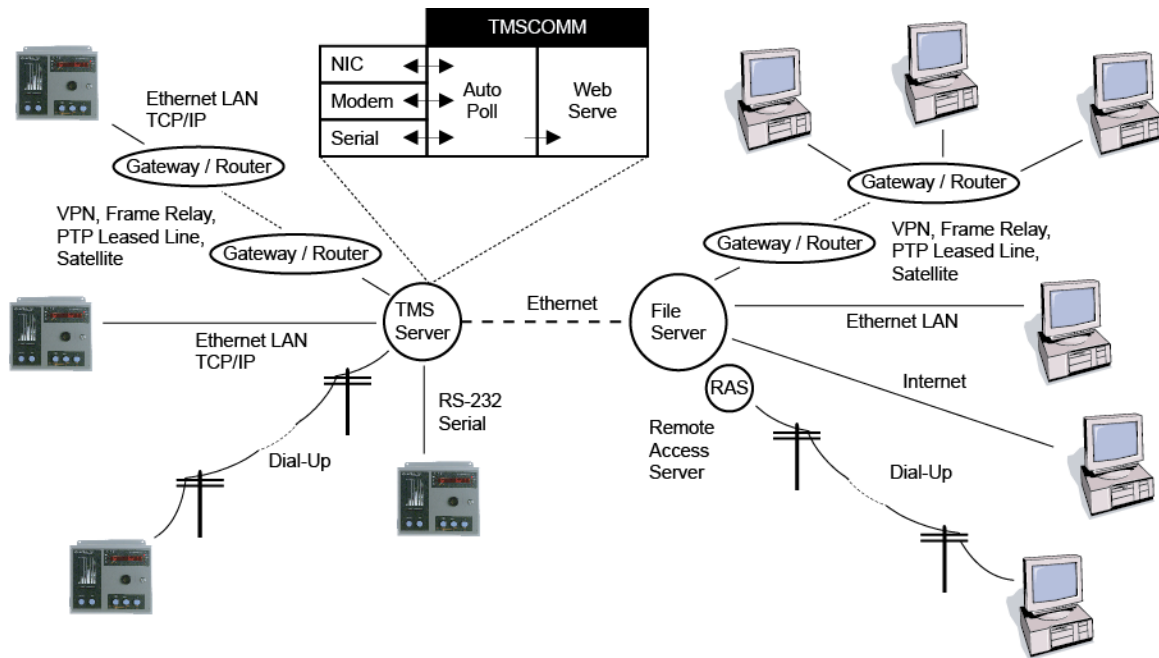 TMSCOMM
NIC
Modem
Serial
Auto
Poll
Web
Serve
Ethernet LAN
TCP/IP
Gateway / Router
VPN, Frame Relay,
PTP Leased Line,
Satellite
Gateway / Router
Gateway / Router
Gateway / Router
VPN, Frame Relay,
PTP Leased Line,
Satellite
TMS
Server
Ethernet
File
Server
Ethernet LAN
TCP/IP
Ethernet LAN
Internet
RS-232
Serial
RAS
Remote
Access
Server
Dial-Up
Dial-Up